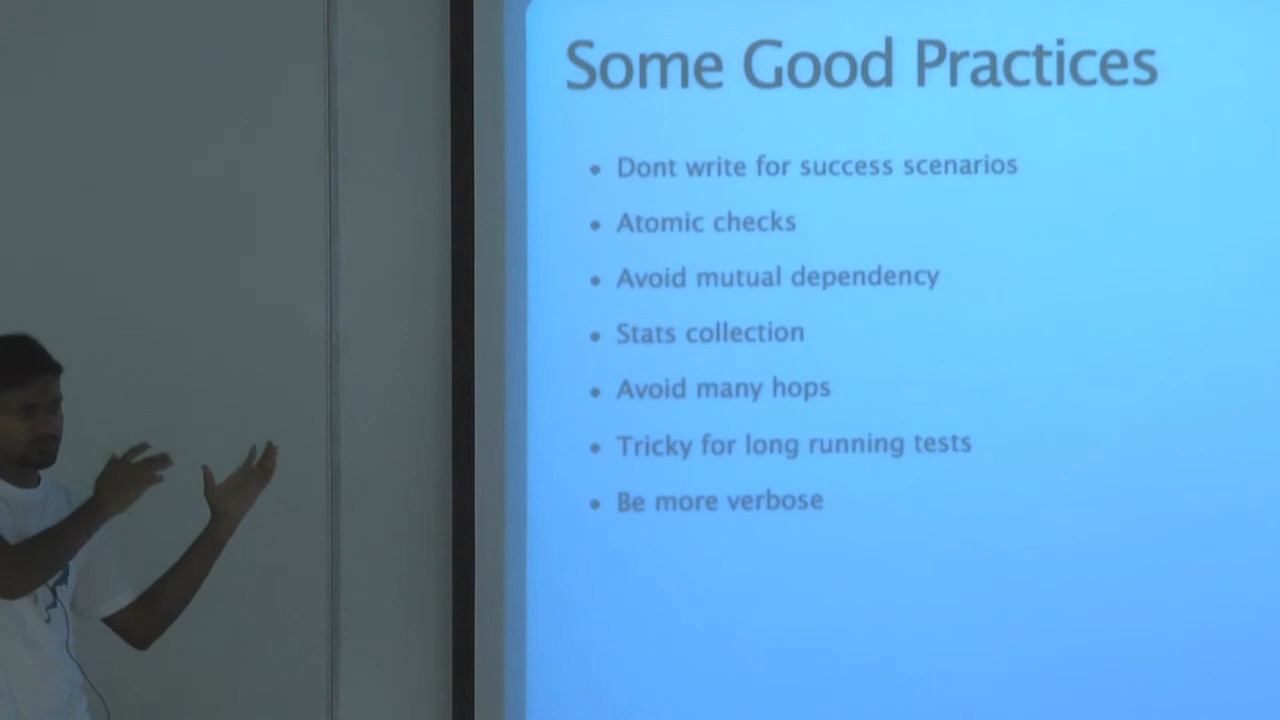 Some Good Practices
• Dont write for success scenarios
• Atomic checks
• Avoid mutual dependency
• Stats collection
• Avoid many hops
• Tricky for long running tests
• Be more verbose